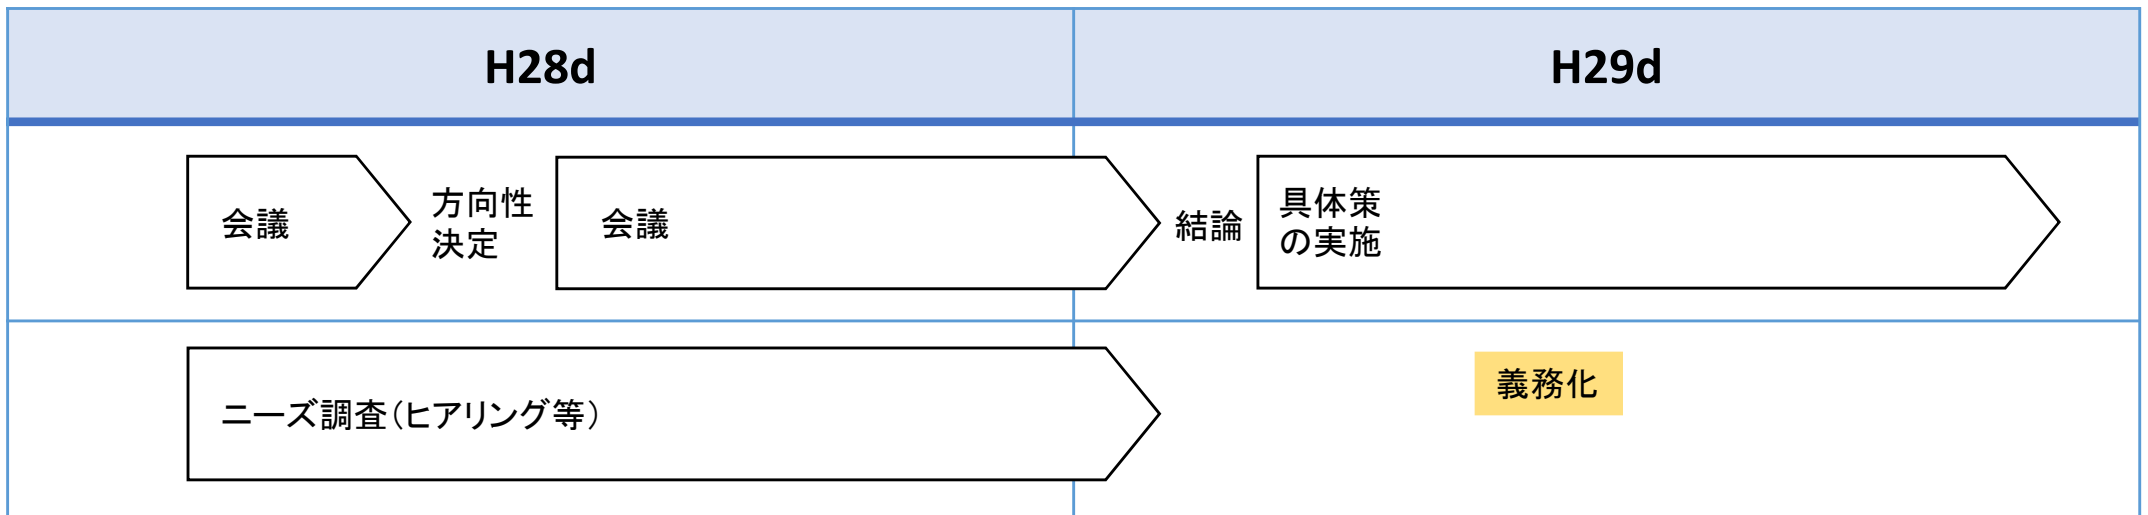 H28d
H29d
会議
方向性
決定
会議
結論
具体策
の実施
ニーズ調査（ヒアリング等）
義務化